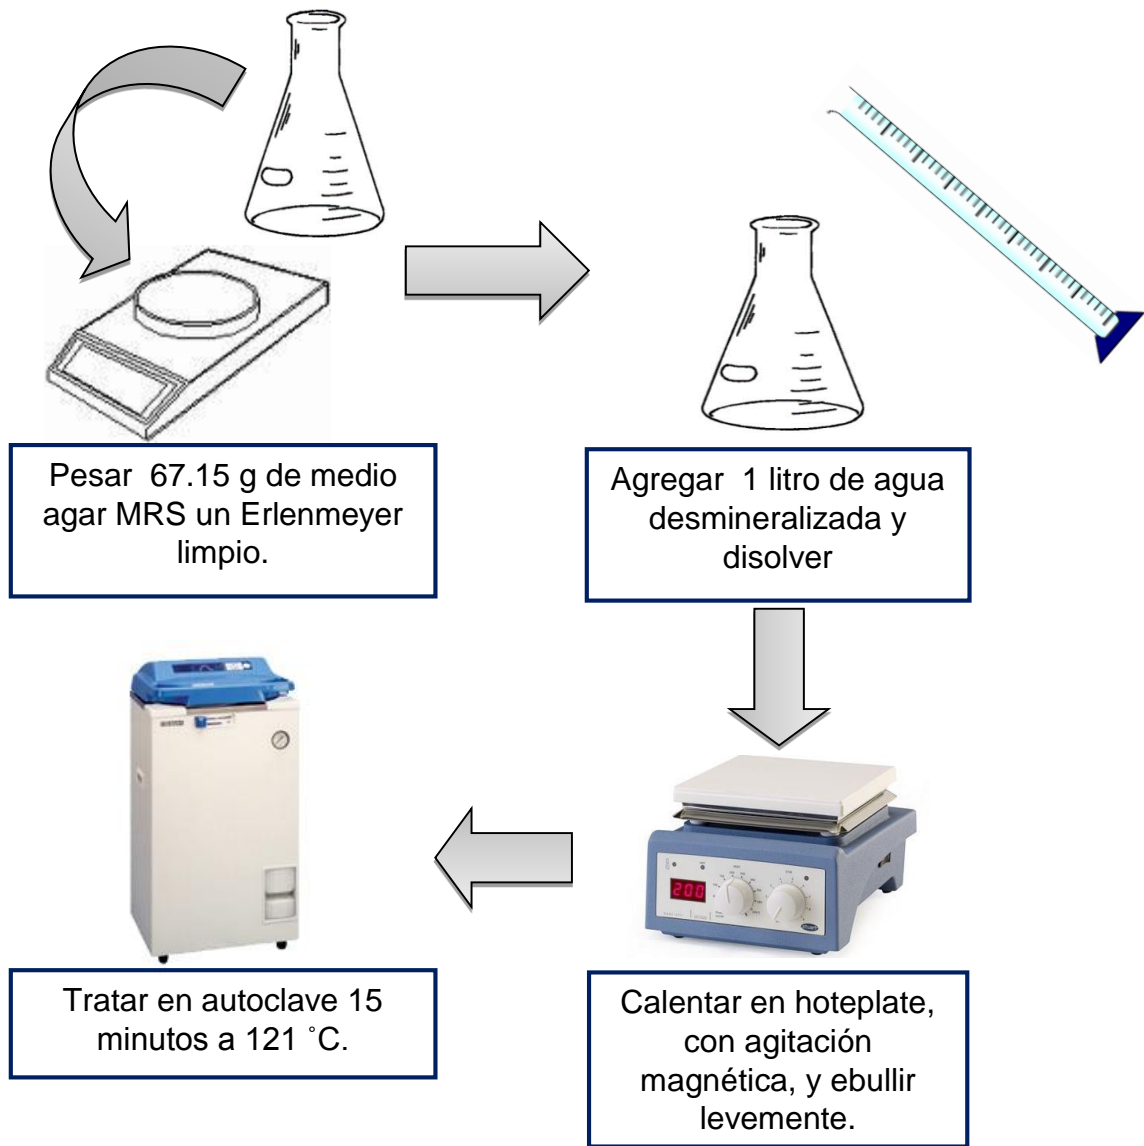 Pesar 67.15 g de medio
agar MRS un Erlenmeyer
limpio.
Agregar 1 litro de agua
desmineralizada y
disolver
200
Calentar en hoteplate,
con agitación
magnética, y ebullir
levemente.
Tratar en autoclave 15
minutos a 121 ˚C.